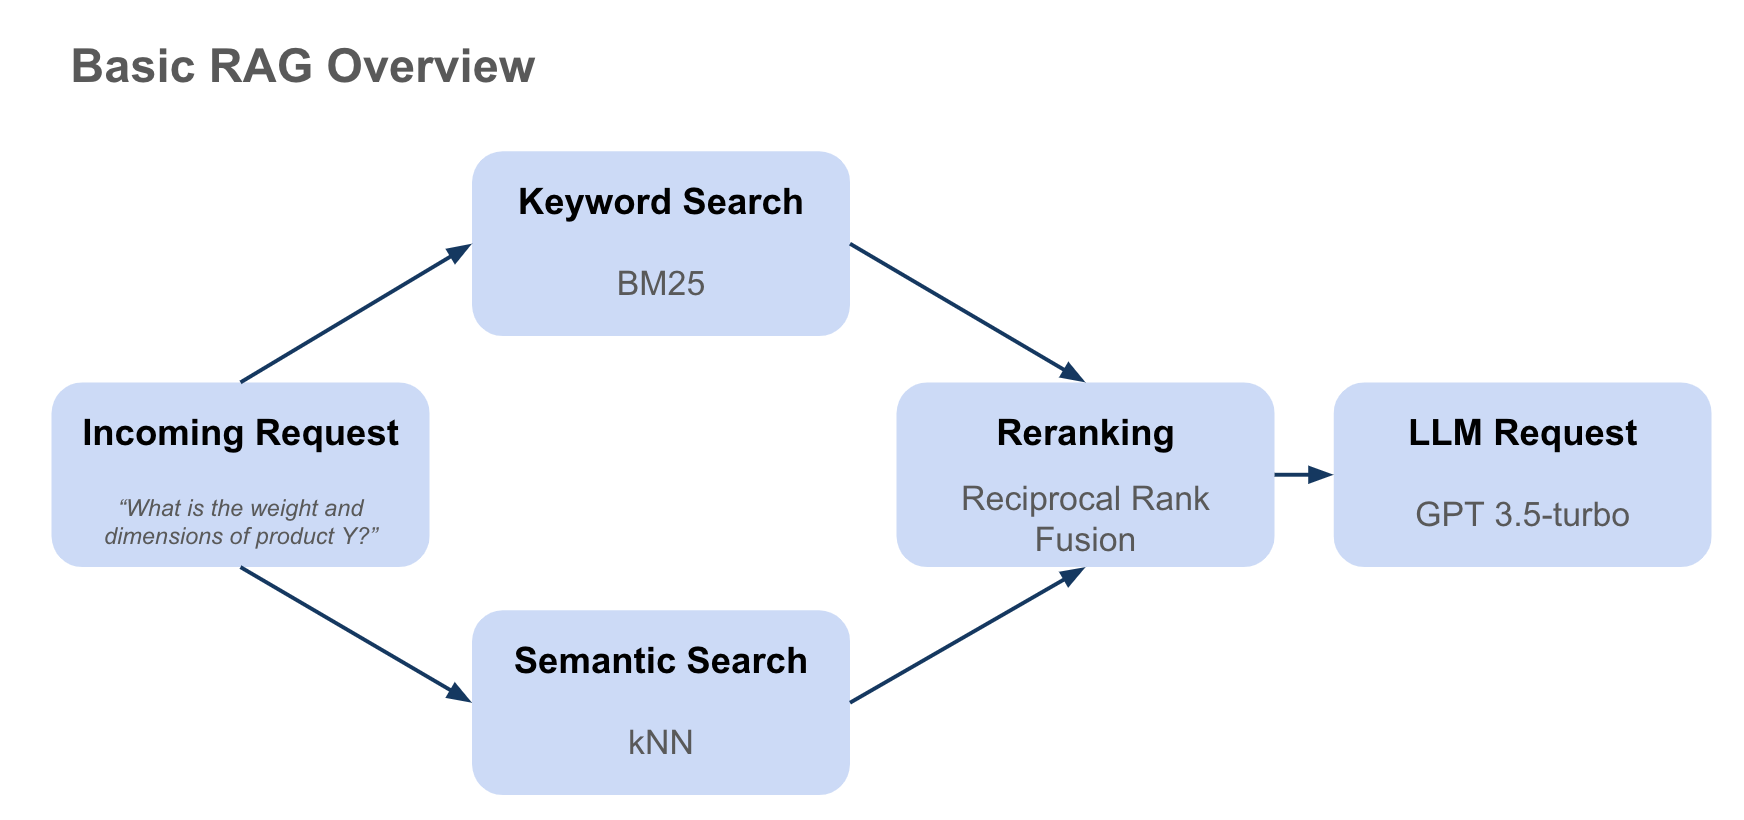 Basic RAG Overview
Keyword Search
BM25
Incoming Request
“What is the weight and
dimensions of product Y?”
Reranking
Reciprocal Rank
Fusion
LLM Request
GPT 3.5-turbo
Semantic Search
kNN